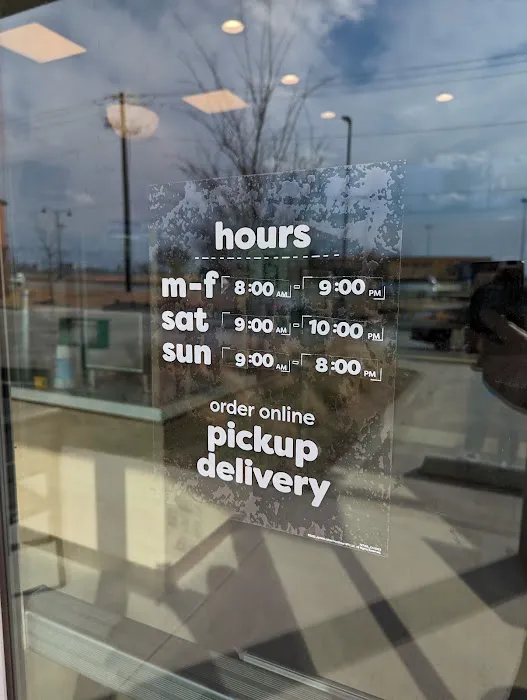 hours
m-f 8:00 AM - 9:00 PM
sat 9:00 AM - 10:00 PM
sun 9:00 AM - 8:00 PM
order online
pickup
delivery